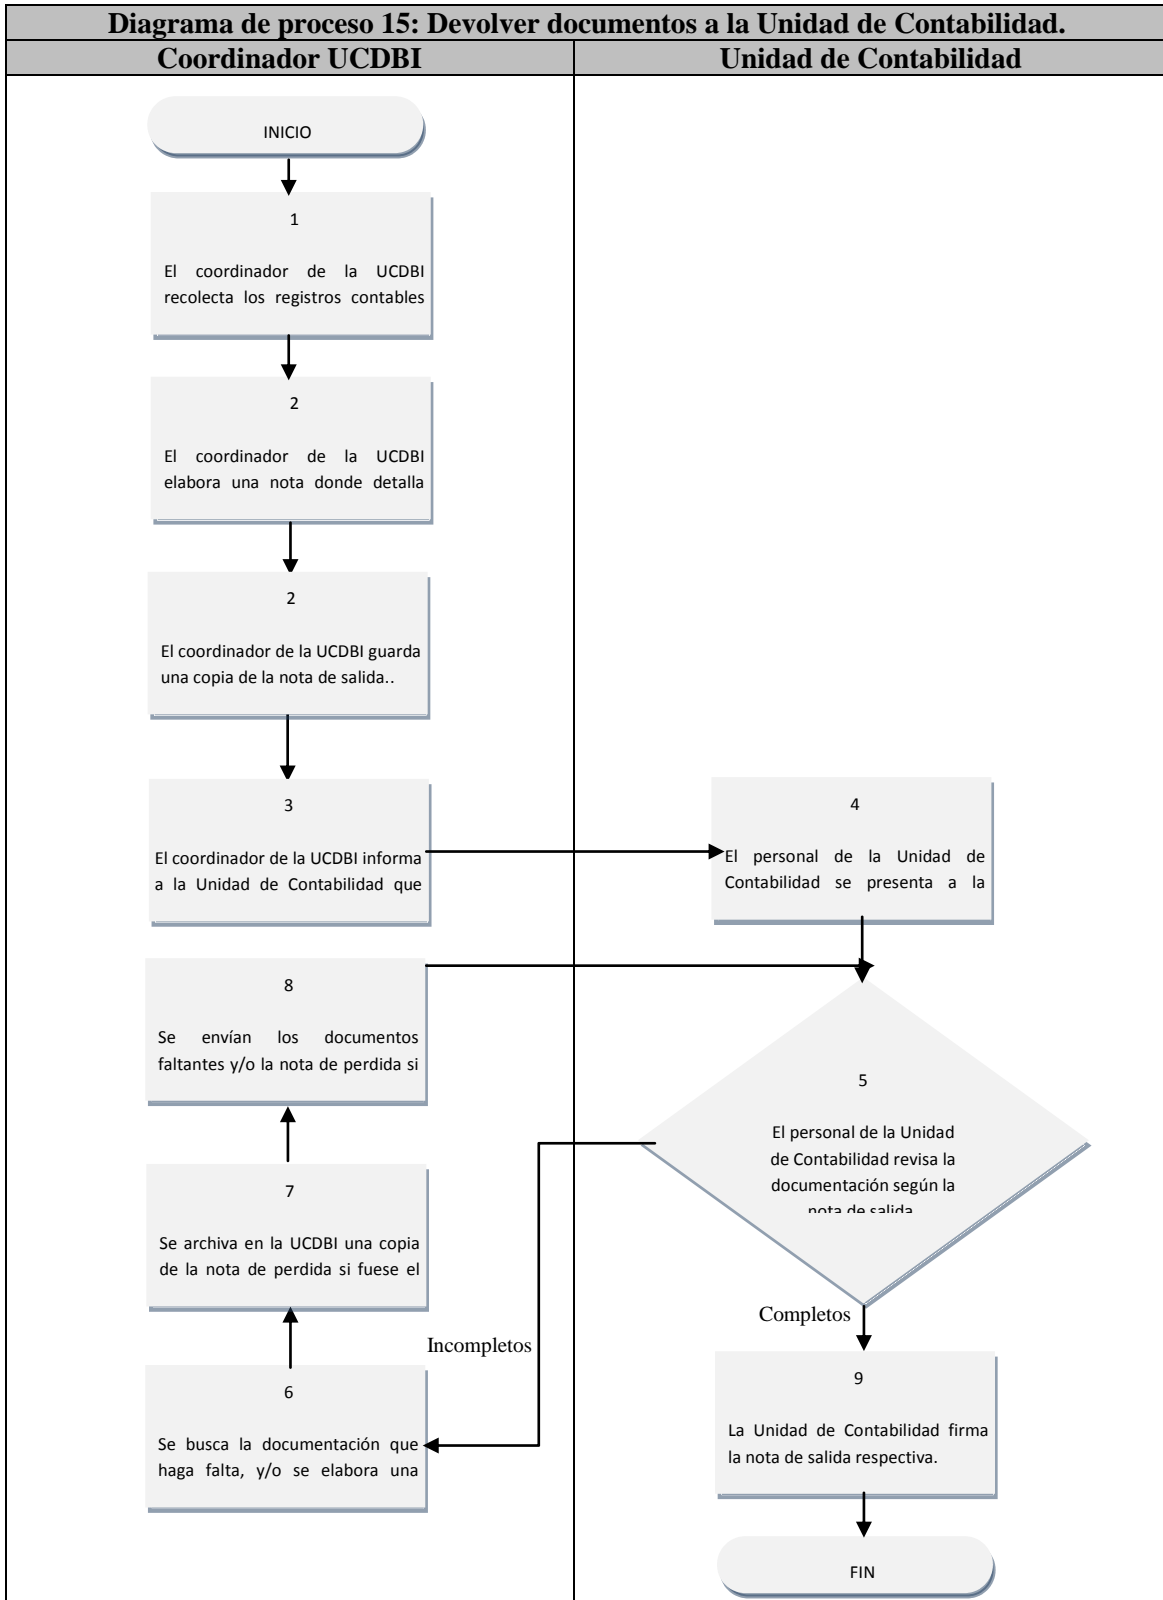 Diagrama de proceso 15: Devolver documentos a la Unidad de Contabilidad.
Coordinador UCDBI
Unidad de Contabilidad
INICIO
1
El coordinador de la UCDBI
recolecta los registros contables
2
El coordinador de la UCDBI
elabora una nota donde detalla
2
El coordinador de la UCDBI guarda
una copia de la nota de salida..
3
El coordinador de la UCDBI informa
a la Unidad de Contabilidad que
4
El personal de la Unidad de
Contabilidad se presenta a la
8
Se envían los documentos
faltantes y/o la nota de perdida si
5
El personal de la Unidad
de Contabilidad revisa la
documentación según la
nota de salida
7
Se archiva en la UCDBI una copia
de la nota de perdida si fuese el
Completos
Incompletos
6
Se busca la documentación que
haga falta, y/o se elabora una
9
La Unidad de Contabilidad firma
la nota de salida respectiva.
FIN